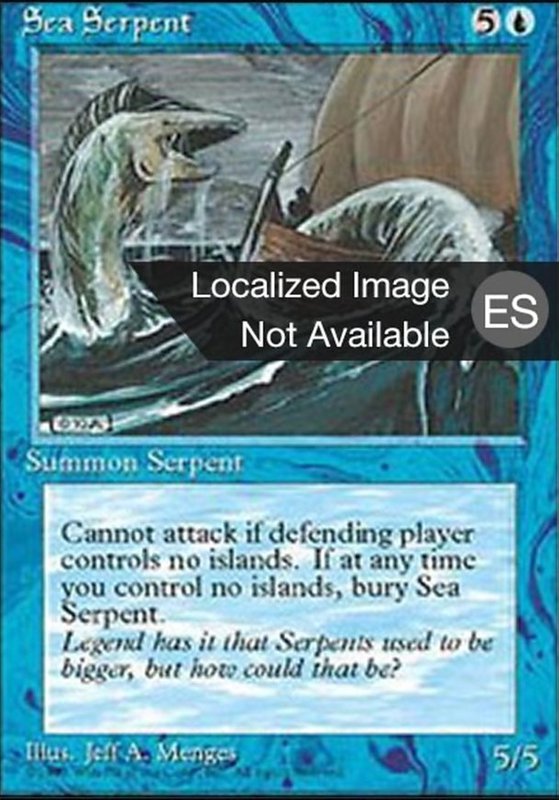 Sea Serpent 5
Localized Image
Not Available
ES
Summon Serpent
Cannot attack if defending player
controls no islands. If at any time
you control no islands, bury Sea
Serpent.
Legend has it that Serpents used to be
bigger, but how could that be?
Illus. Jeff A. Menges
5/5